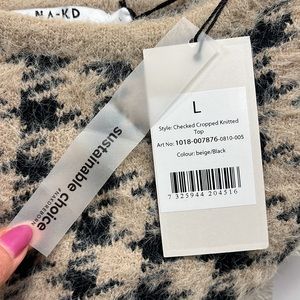 NA-KD
L
Style: Checked Cropped Knitted
Top
Art No: 1018-007876-0810-005
Colour: beige/Black
7 325944 204516
sustainable choice